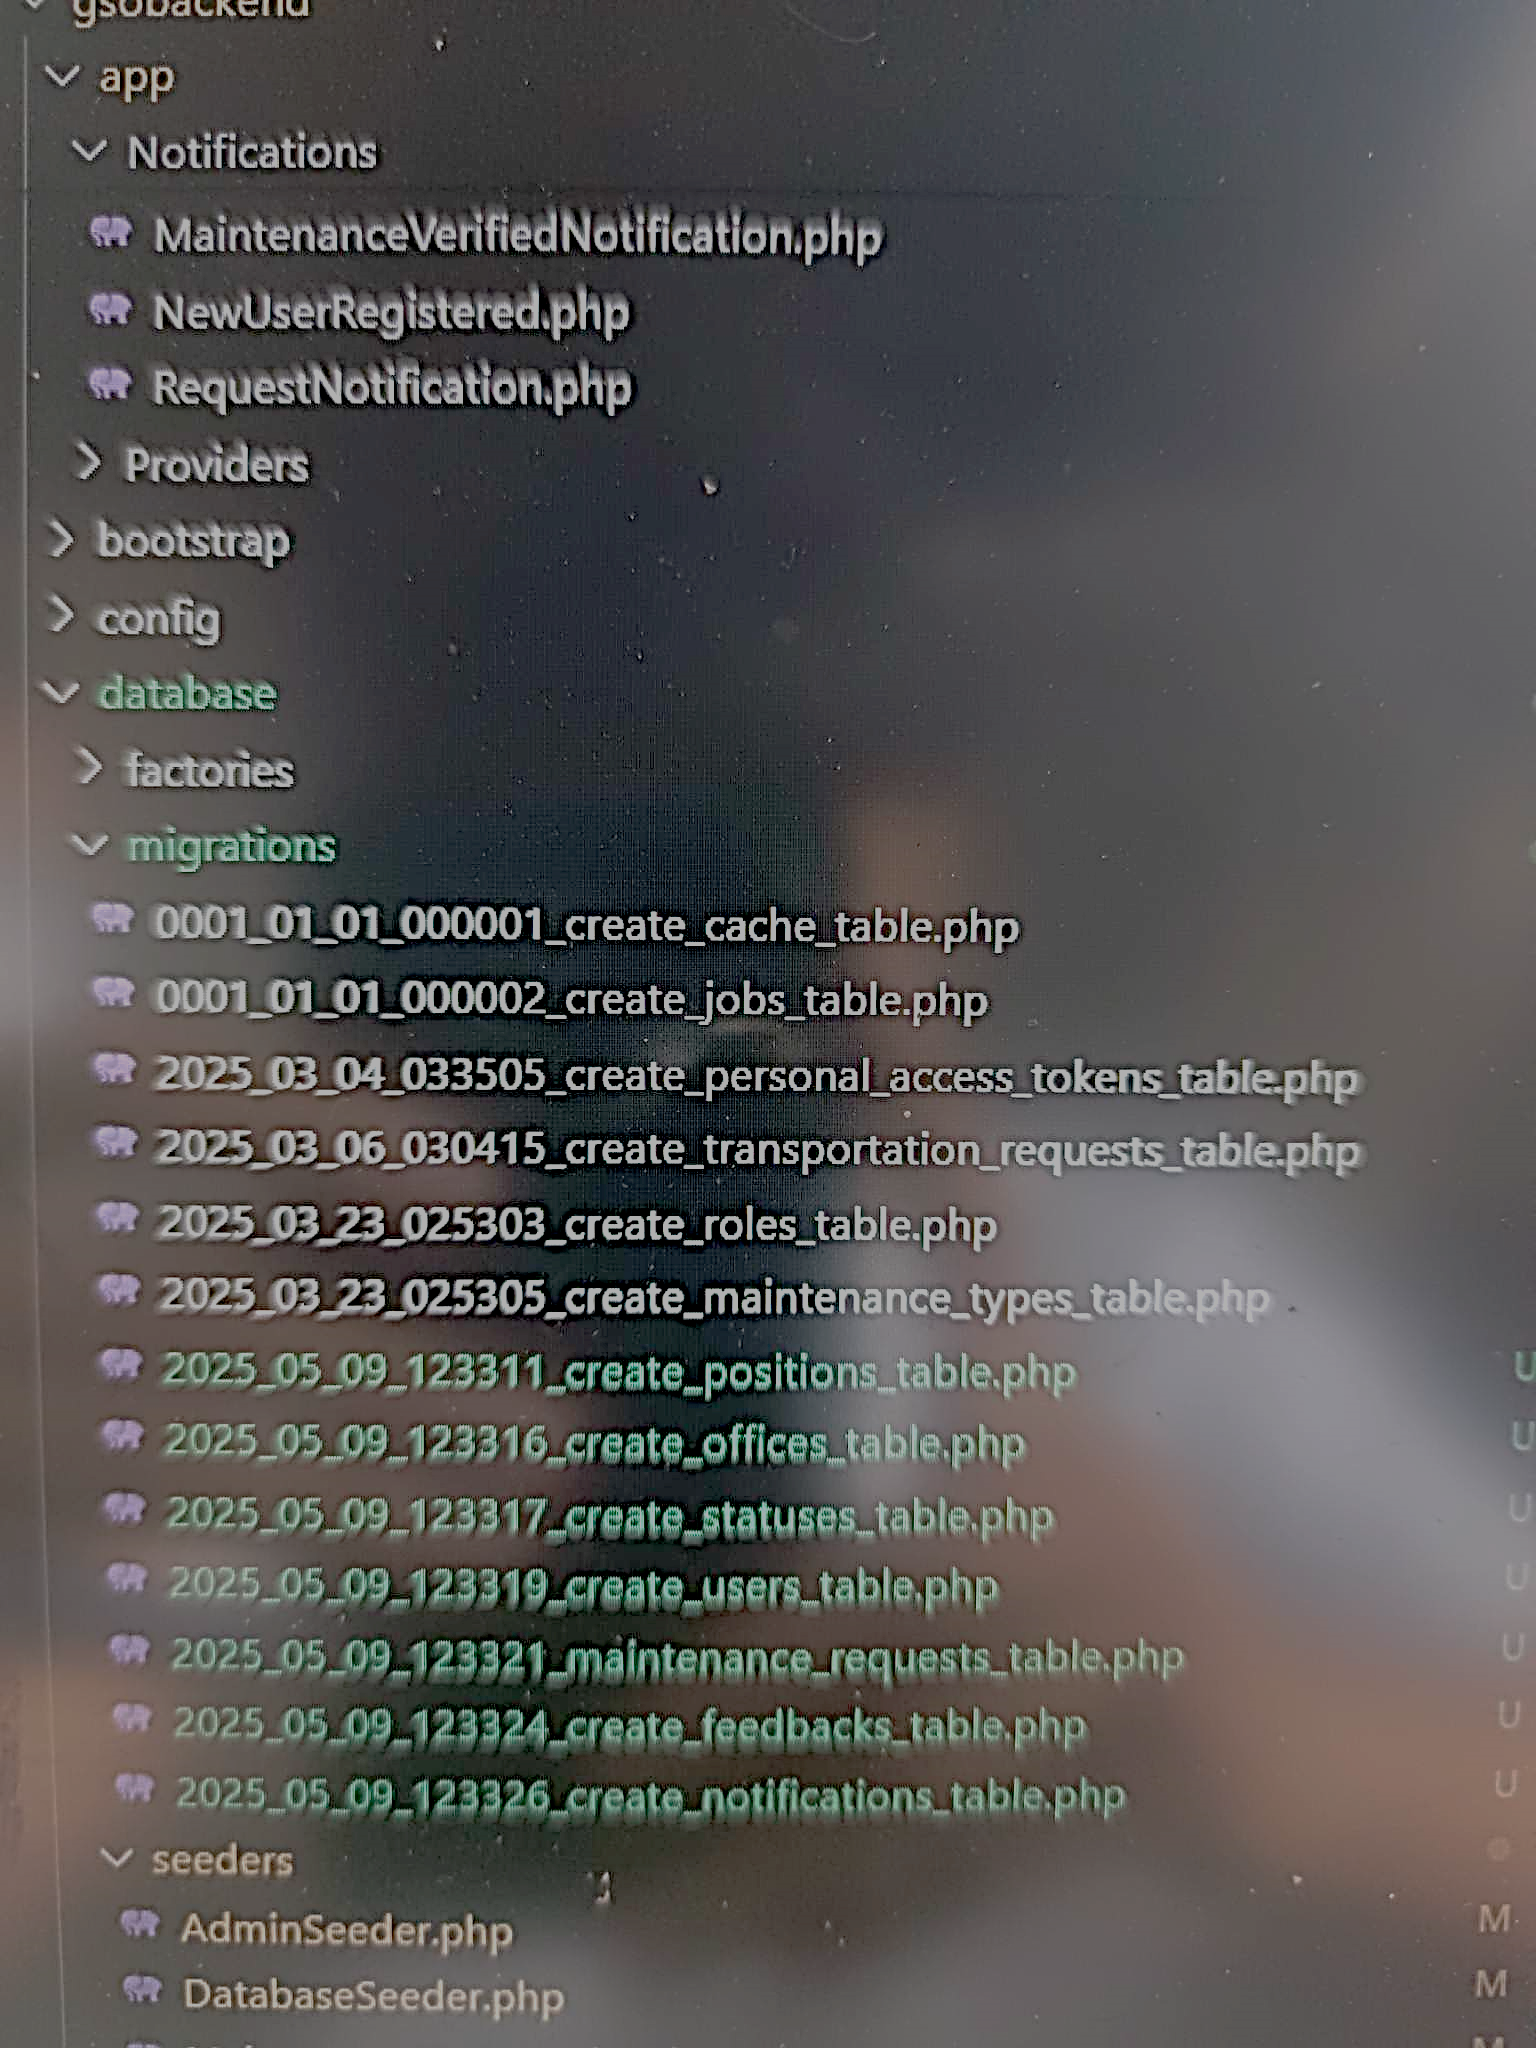 gsobackend
app
Notifications
MaintenanceVerifiedNotification.php
NewUserRegistered.php
RequestNotification.php
Providers
bootstrap
config
database
factories
migrations
0001_01_01_000001_create_cache_table.php
0001_01_01_000002_create_jobs_table.php
2025_03_04_033505_create_personal_access_tokens_table.php
2025_03_06_030415_create_transportation_requests_table.php
2025_03_23_025303_create_roles_table.php
2025_03_23_025305_create_maintenance_types_table.php
2025_05_09_123311_create_positions_table.php U
2025_05_09_123316_create_offices_table.php U
2025_05_09_123317_create_statuses_table.php U
2025_05_09_123319_create_users_table.php U
2025_05_09_123321_maintenance_requests_table.php U
2025_05_09_123324_create_feedbacks_table.php U
2025_05_09_123326_create_notifications_table.php U
seeders
AdminSeeder.php M
DatabaseSeeder.php M